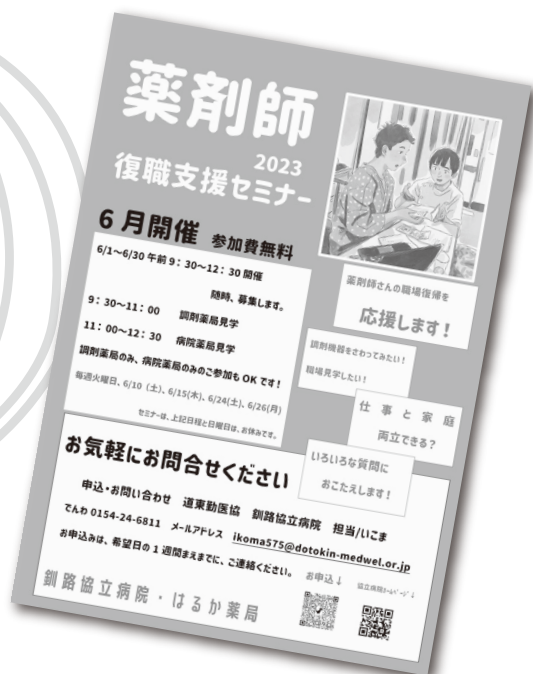 薬剤師
2023
復職支援セミナー
6月開催 参加費無料
6/1～6/30 午前9：30～12：30 開催
随時、募集します。
9：30～11：00 調剤薬局見学
11：00～12：30 病院薬局見学
調剤薬局のみ、病院薬局のみのご参加もOKです！
毎週火曜日、6/10（土）、6/15(木)、6/24(土)、6/26(月)
セミナーは、上記日程と日曜日は、お休みです。
薬剤師さんの職場復帰を
応援します！
調剤機器をさわってみたい！
職場見学したい！
仕事と家庭
両立できる？
いろいろな質問に
おこたえします！
お気軽にお問合せください
申込・お問い合わせ 道東勤医協 釧路協立病院 担当/いこま
でんわ 0154-24-6811 メールアドレス ikoma575@dotokin-medwel.or.jp
お申込みは、希望日の1週間まえまでに、ご連絡ください。
お申込↓
協立病院ﾎｰﾑﾍﾟｰｼﾞ↓
釧路協立病院・はるか薬局